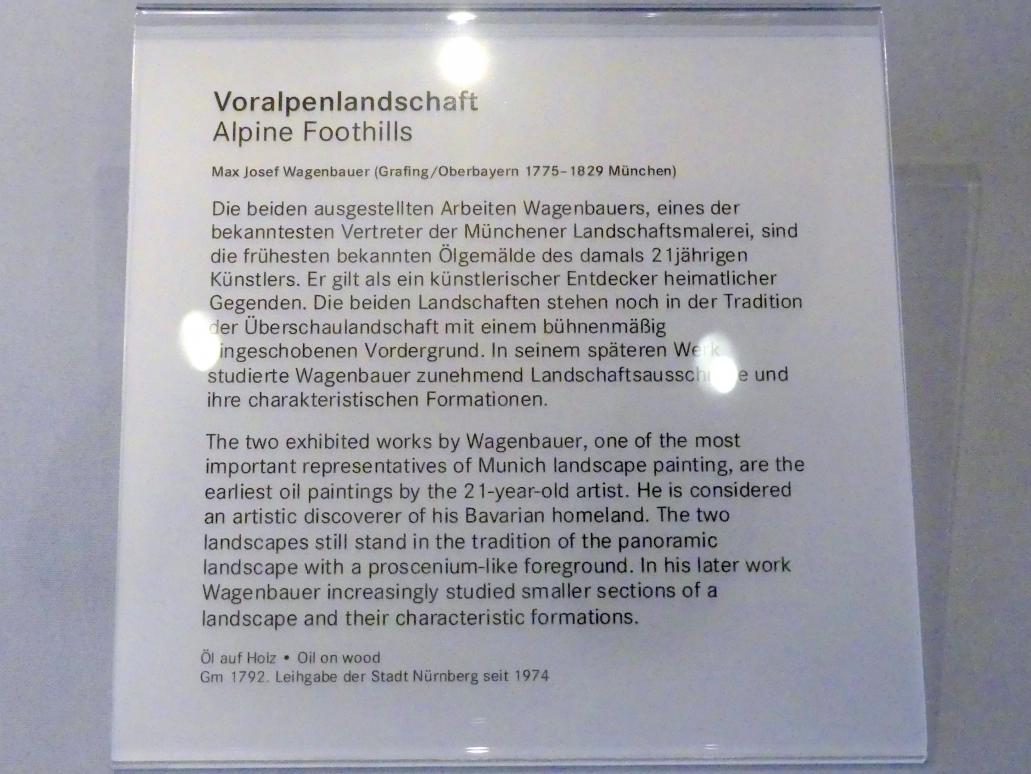 Voralpenlandschaft
Alpine Foothills
Max Josef Wagenbauer (Grafing/Oberbayern 1775–1829 München)
Die beiden ausgestellten Arbeiten Wagenbauers, eines der
bekanntesten Vertreter der Münchener Landschaftsmalerei, sind
die frühesten bekannten Ölgemälde des damals 21jährigen
Künstlers. Er gilt als ein künstlerischer Entdecker heimatlicher
Gegenden. Die beiden Landschaften stehen noch in der Tradition
der Überschaulandschaft mit einem bühnenmäßig
eingeschobenen Vordergrund. In seinem späteren Werk
studierte Wagenbauer zunehmend Landschaftsausschnitte und
ihre charakteristischen Formationen.
The two exhibited works by Wagenbauer, one of the most
important representatives of Munich landscape painting, are the
earliest oil paintings by the 21-year-old artist. He is considered
an artistic discoverer of his Bavarian homeland. The two
landscapes still stand in the tradition of the panoramic
landscape with a proscenium-like foreground. In his later work
Wagenbauer increasingly studied smaller sections of a
landscape and their characteristic formations.
Öl auf Holz • Oil on wood
Gm 1792. Leihgabe der Stadt Nürnberg seit 1974